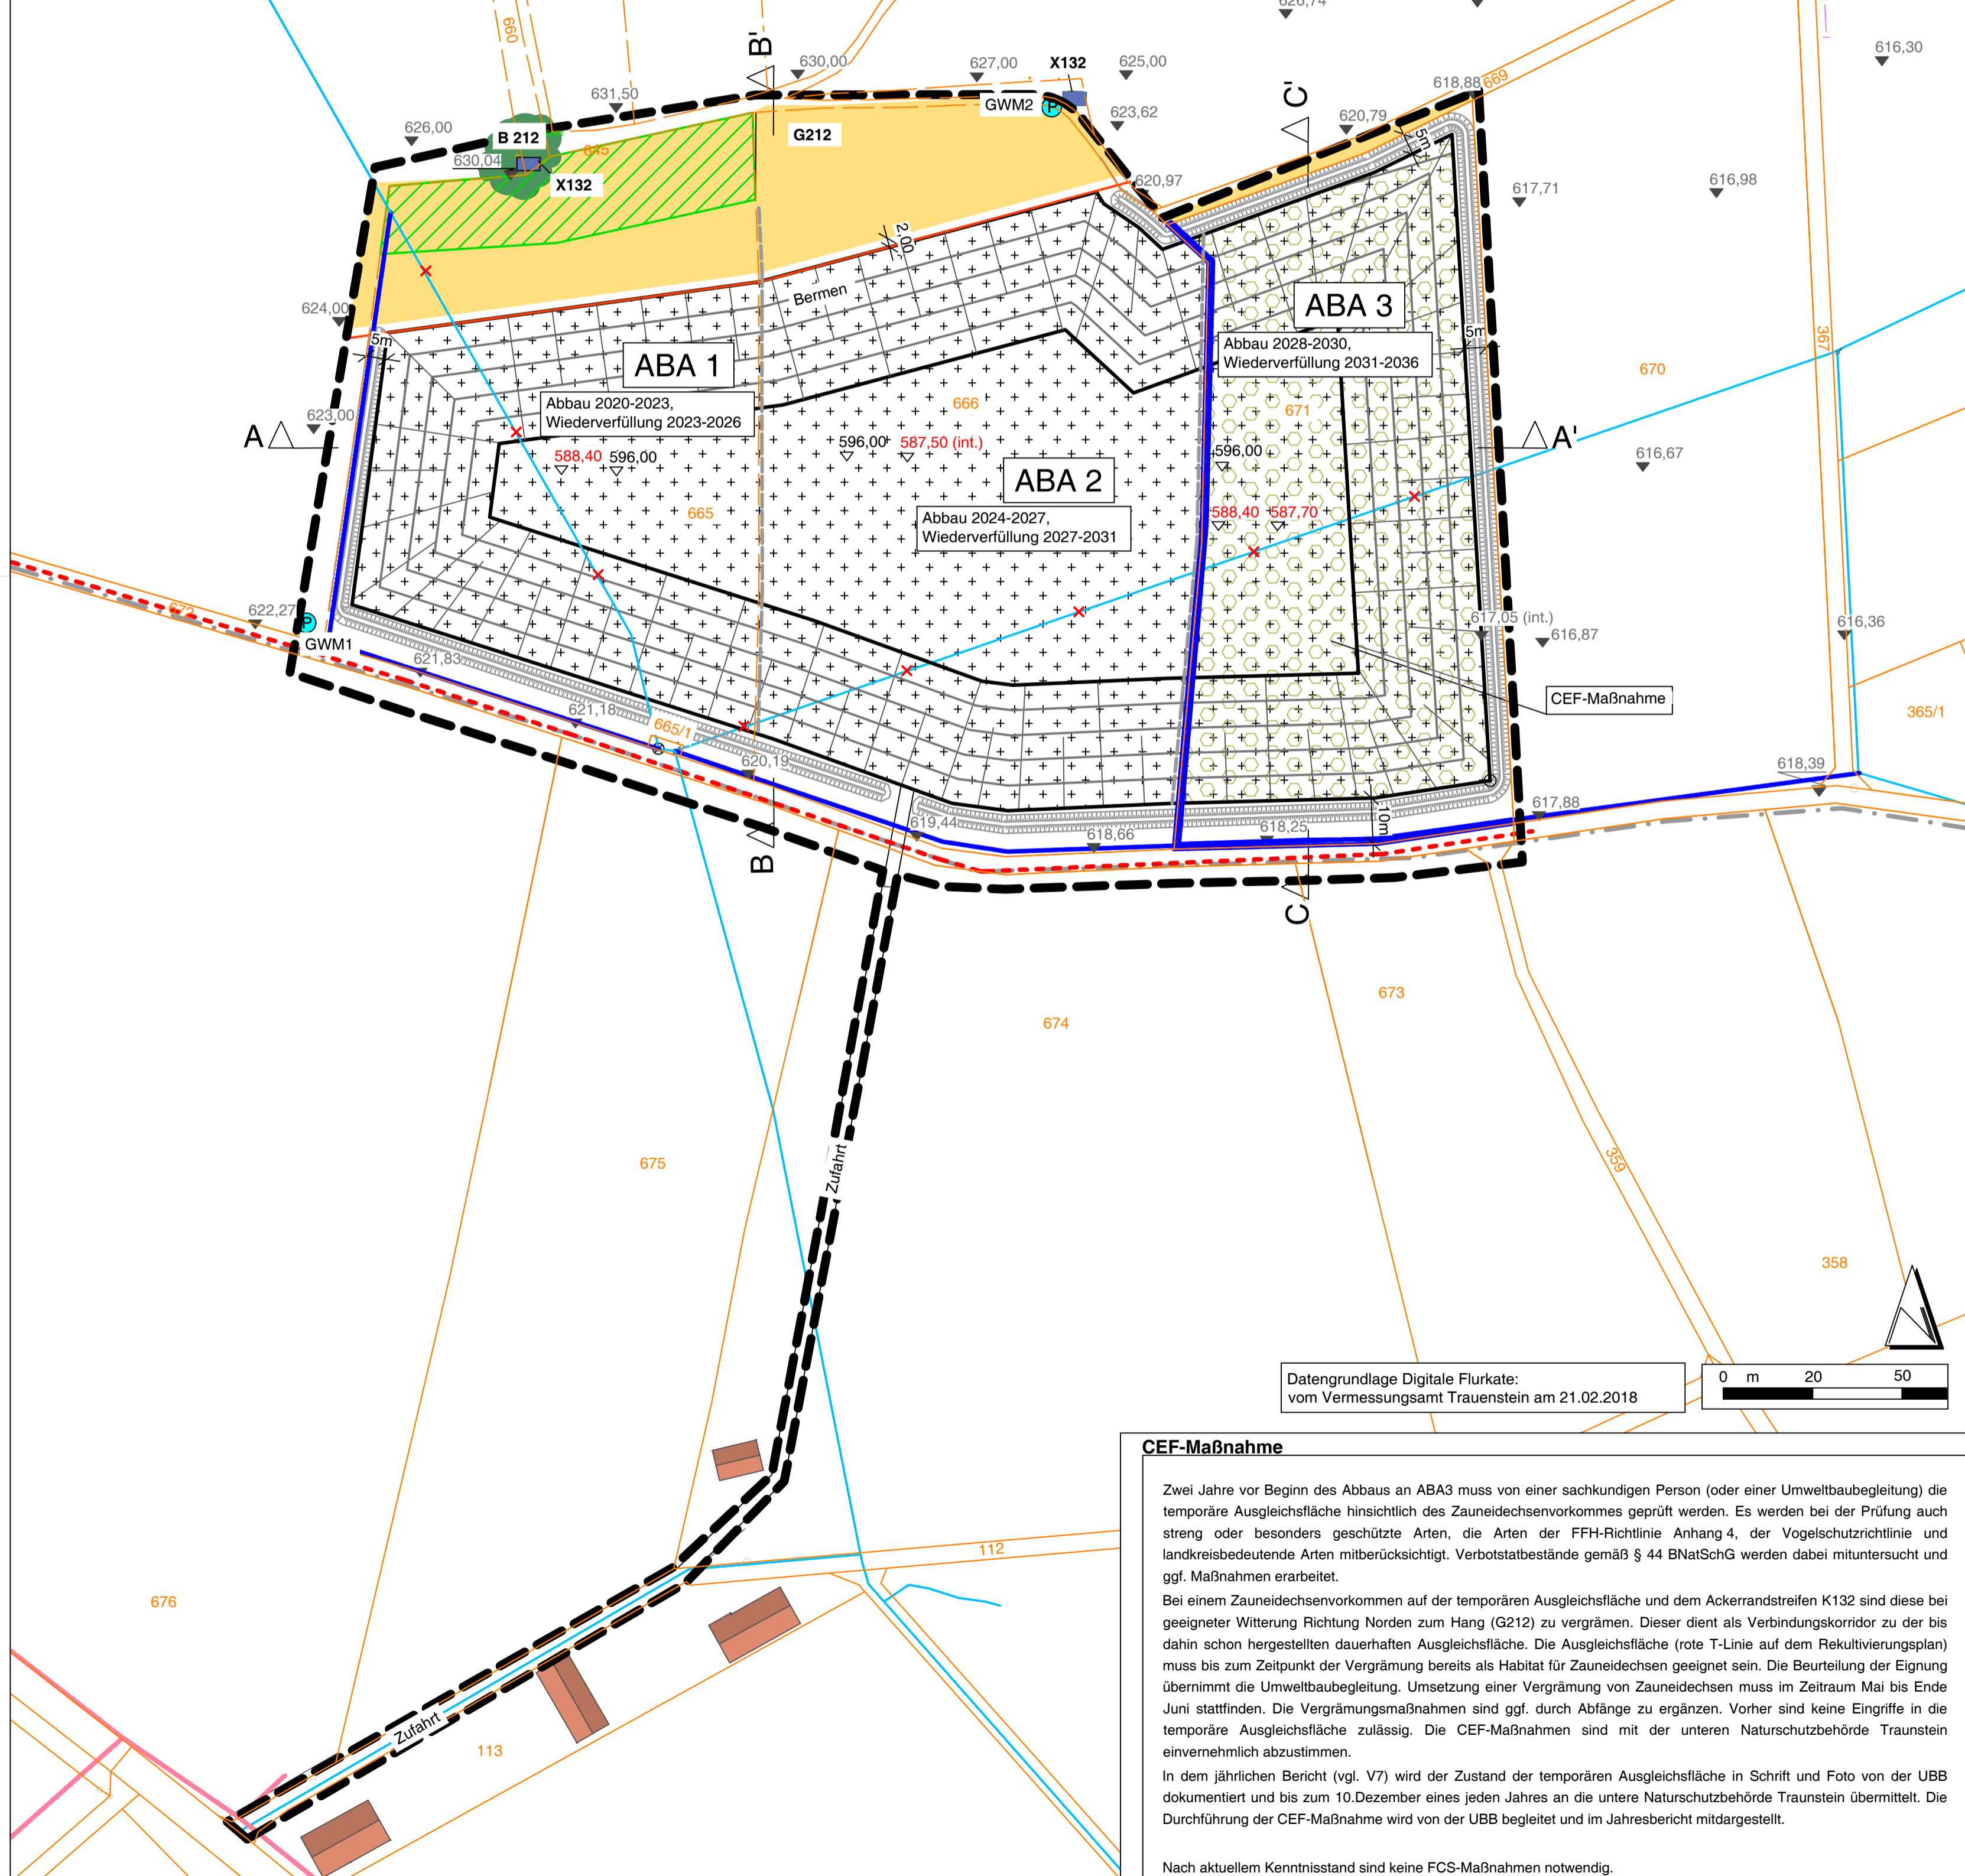 626,74
660
B'
630,00
627,00
X132
625,00
616,30
618,88
669
631,50
GWM2
P
623,62
C'
620,79
5m
626,00
B 212
G212
645
630,04
X132
620,97
617,71
616,98
2,00
Bermen
624,00
5m
ABA 1
ABA 3
5m
367
Abbau 2028-2030,
Wiederverfüllung 2031-2036
670
Abbau 2020-2023,
Wiederverfüllung 2023-2026
666
671
623,00
A
A'
588,40
596,00
596,00
587,50 (int.)
596,00
616,67
ABA 2
665
Abbau 2024-2027,
Wiederverfüllung 2027-2031
588,40
587,70
672
622,27
P
GWM1
617,05 (int.)
616,87
616,36
621,83
CEF-Maßnahme
621,18
665/1
365/1
620,19
618,39
617,88
619,44
618,66
618,25
10m
B
C
673
674
675
Zufahrt
359
358
Datengrundlage Digitale Flurkate:
vom Vermessungsamt Trauenstein am 21.02.2018
0 m 20 50
CEF-Maßnahme
Zwei Jahre vor Beginn des Abbaus an ABA3 muss von einer sachkundigen Person (oder einer Umweltbaubegleitung) die
temporäre Ausgleichsfläche hinsichtlich des Zauneidechsenvorkommes geprüft werden. Es werden bei der Prüfung auch
streng oder besonders geschützte Arten, die Arten der FFH-Richtlinie Anhang 4, der Vogelschutzrichtlinie und
landkreisbedeutende Arten mitberücksichtigt. Verbotstatbestände gemäß § 44 BNatSchG werden dabei mituntersucht und
ggf. Maßnahmen erarbeitet.
Bei einem Zauneidechsenvorkommen auf der temporären Ausgleichsfläche und dem Ackerrandstreifen K132 sind diese bei
geeigneter Witterung Richtung Norden zum Hang (G212) zu vergrämen. Dieser dient als Verbindungskorridor zu der bis
dahin schon hergestellten dauerhaften Ausgleichsfläche. Die Ausgleichsfläche (rote T-Linie auf dem Rekultivierungsplan)
muss bis zum Zeitpunkt der Vergrämung bereits als Habitat für Zauneidechsen geeignet sein. Die Beurteilung der Eignung
übernimmt die Umweltbaubegleitung. Umsetzung einer Vergrämung von Zauneidechsen muss im Zeitraum Mai bis Ende
Juni stattfinden. Die Vergrämungsmaßnahmen sind ggf. durch Abfänge zu ergänzen. Vorher sind keine Eingriffe in die
temporäre Ausgleichsfläche zulässig. Die CEF-Maßnahmen sind mit der unteren Naturschutzbehörde Traunstein
einvernehmlich abzustimmen.
In dem jährlichen Bericht (vgl. V7) wird der Zustand der temporären Ausgleichsfläche in Schrift und Foto von der UBB
dokumentiert und bis zum 10.Dezember eines jeden Jahres an die untere Naturschutzbehörde Traunstein übermittelt. Die
Durchführung der CEF-Maßnahme wird von der UBB begleitet und im Jahresbericht mitdargestellt.
Nach aktuellem Kenntnisstand sind keine FCS-Maßnahmen notwendig.
112
676
Zufahrt
113